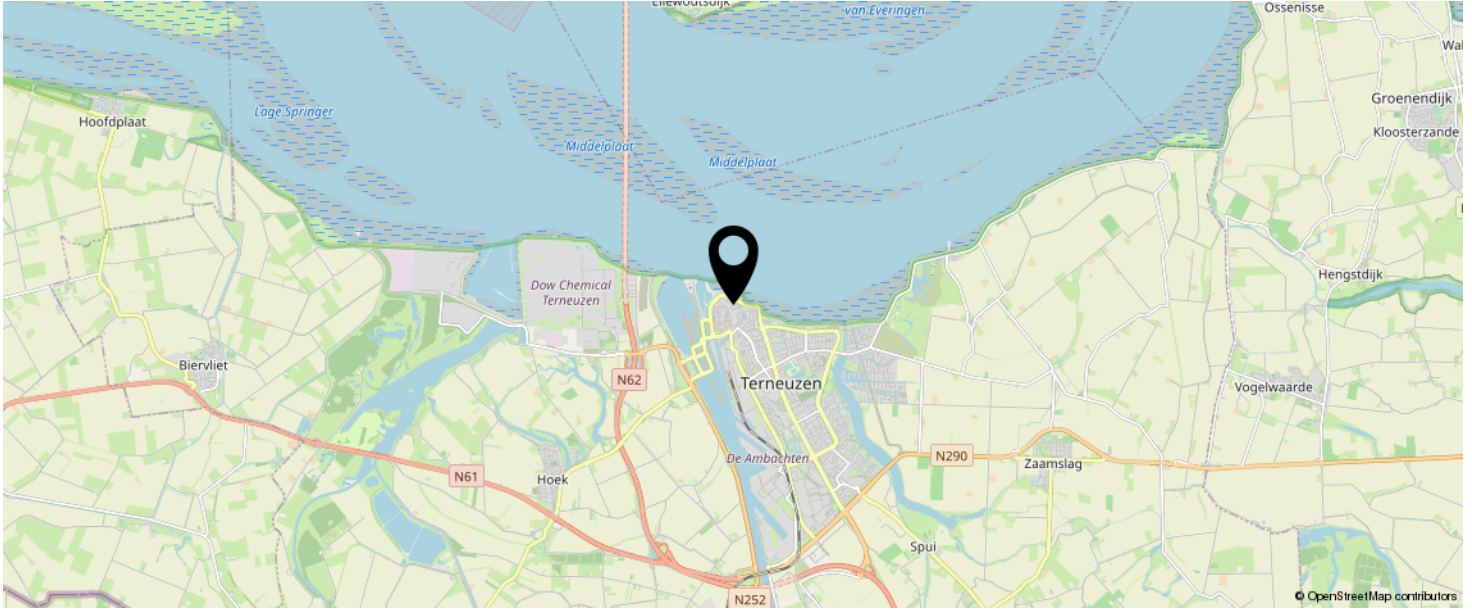 Ellewoutsdijk
van Everingen
Ossenisse
Lage Springer
Hoofdplaat
Middelplaat
Middelplaat
Groenendijk
Kloosterzande
Hengstdijk
Dow Chemical
Terneuzen
Biervliet
N62
Terneuzen
Vogelwaarde
De Ambachten
N290
Zaamslag
N61
Hoek
Spui
N252
© OpenStreetMap contributors